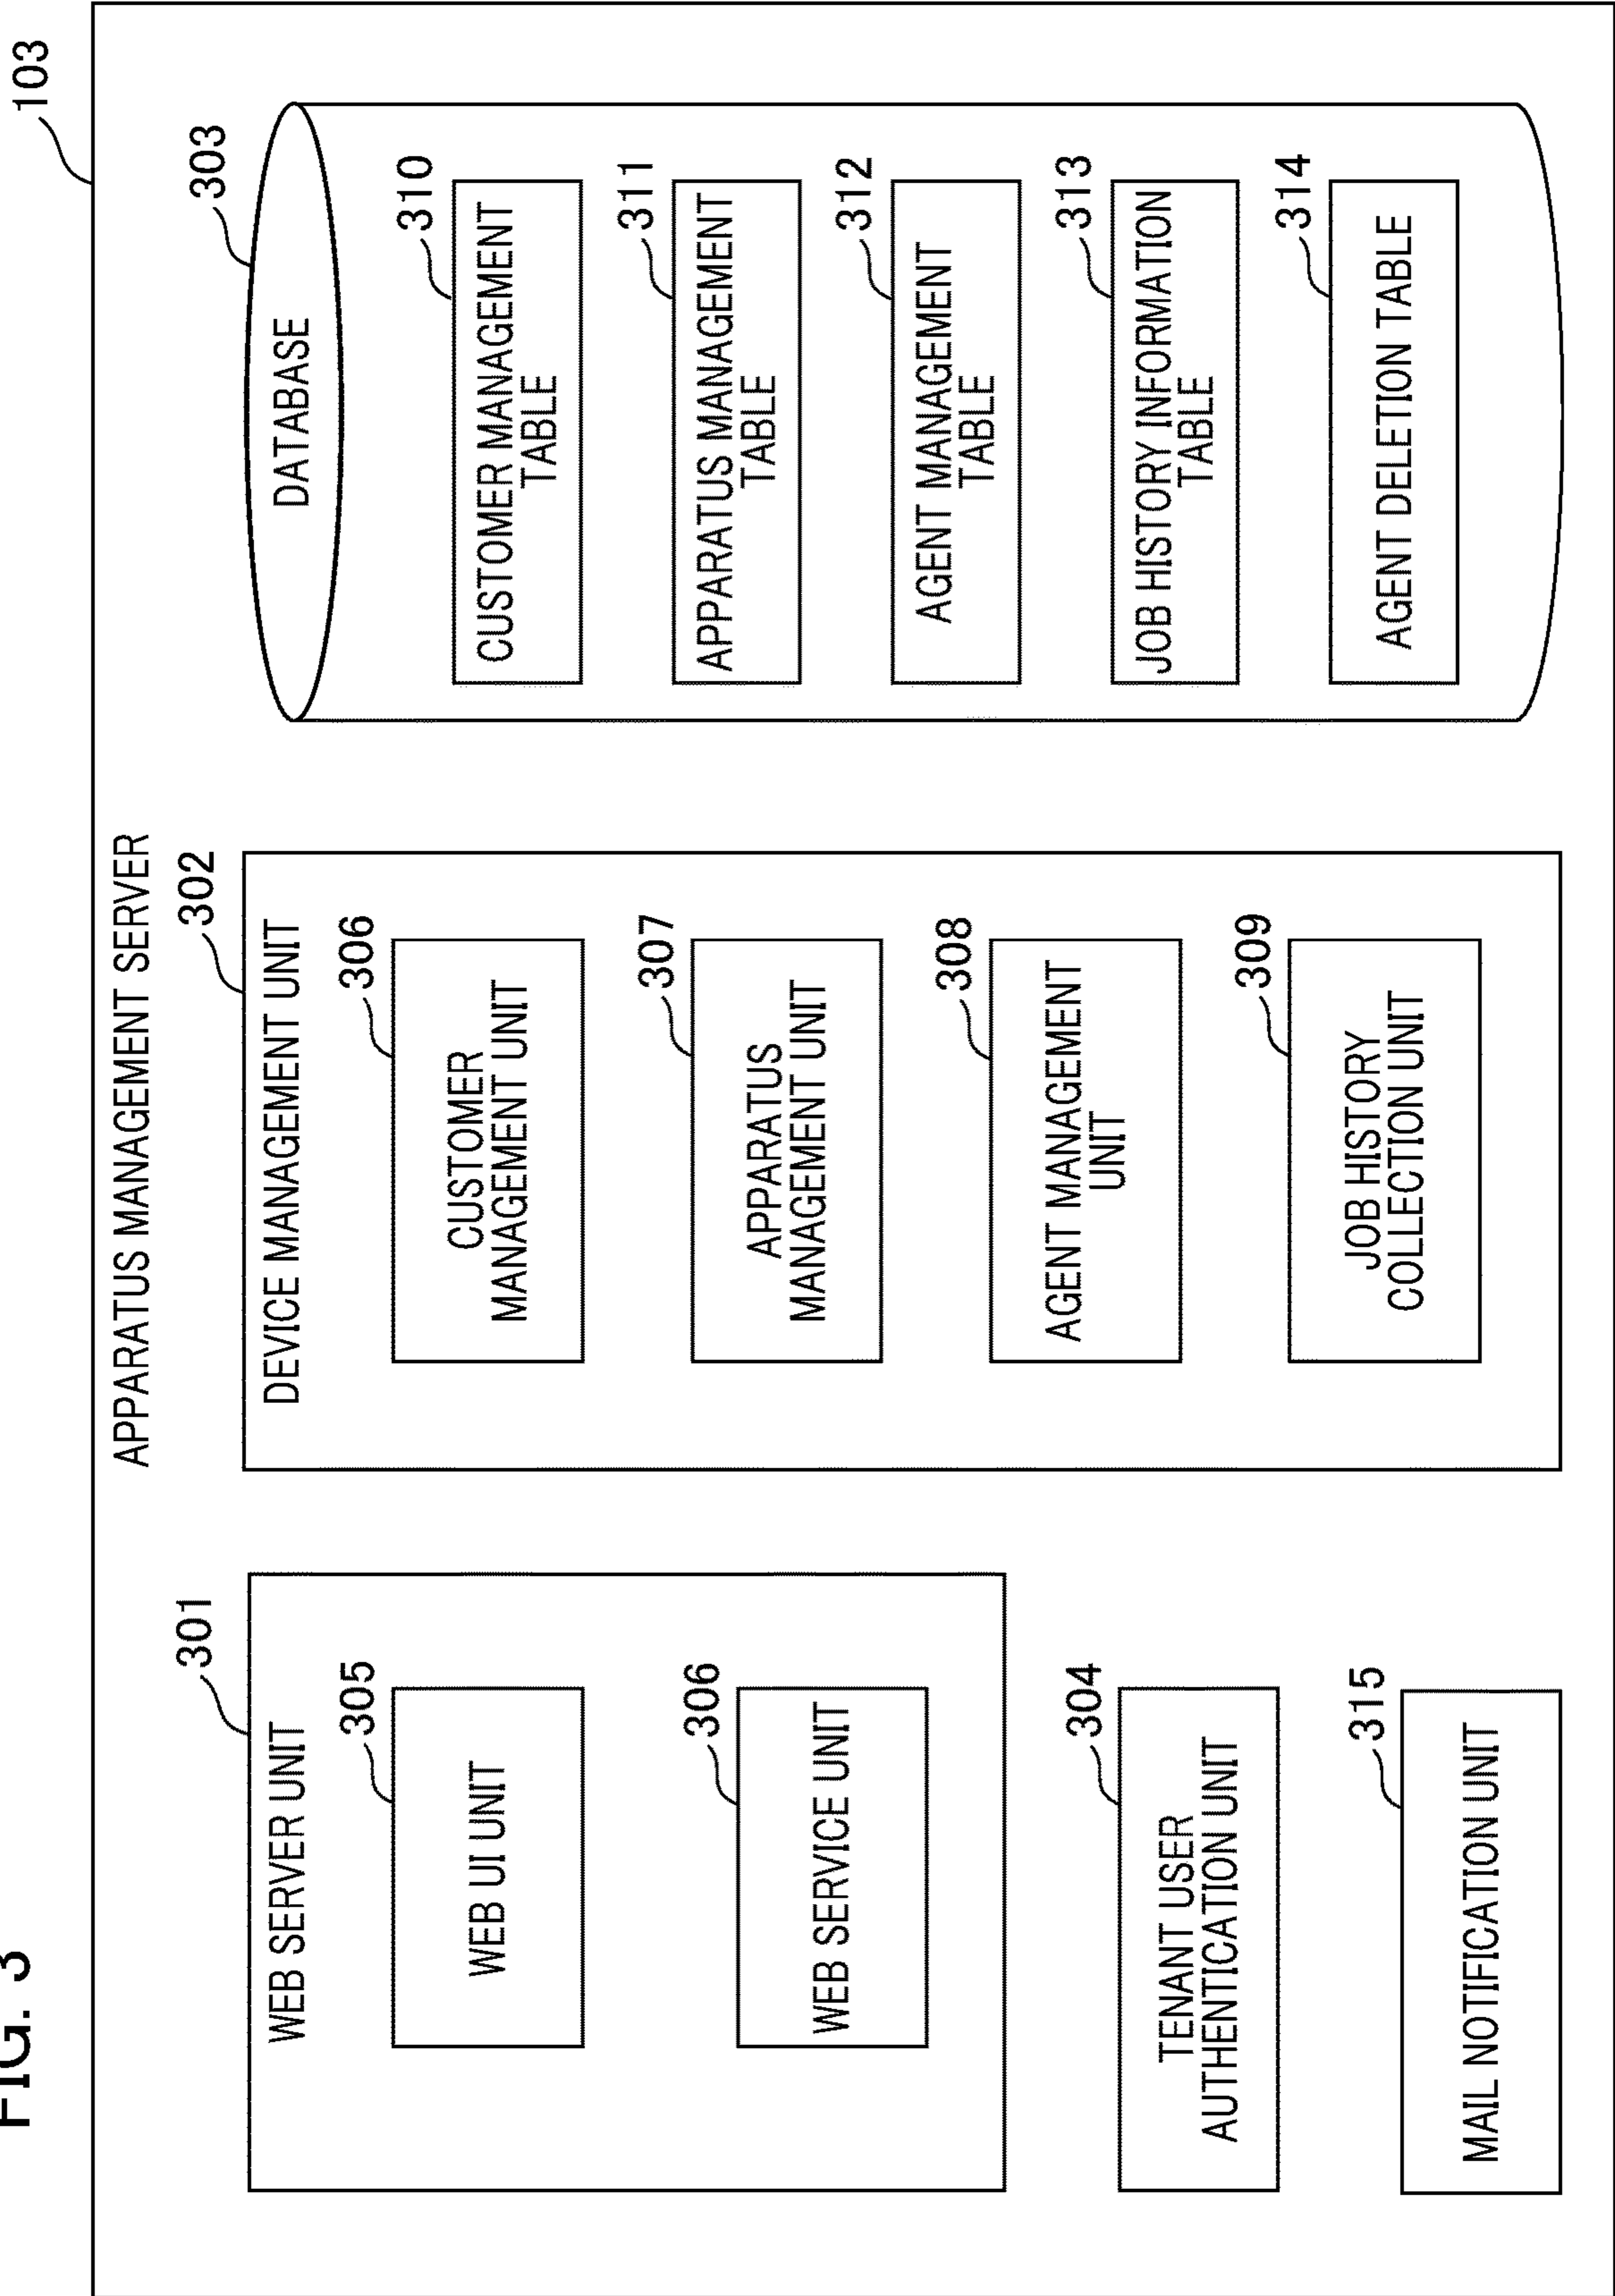 FIG. 3
103
APPARATUS MANAGEMENT SERVER
301
WEB SERVER UNIT
305
WEB UI UNIT
306
WEB SERVICE UNIT
304
TENANT USER
AUTHENTICATION UNIT
315
MAIL NOTIFICATION UNIT
302
DEVICE MANAGEMENT UNIT
306
CUSTOMER
MANAGEMENT UNIT
307
APPARATUS
MANAGEMENT UNIT
308
AGENT MANAGEMENT
UNIT
309
JOB HISTORY
COLLECTION UNIT
303
DATABASE
310
CUSTOMER MANAGEMENT
TABLE
311
APPARATUS MANAGEMENT
TABLE
312
AGENT MANAGEMENT
TABLE
313
JOB HISTORY INFORMATION
TABLE
314
AGENT DELETION TABLE